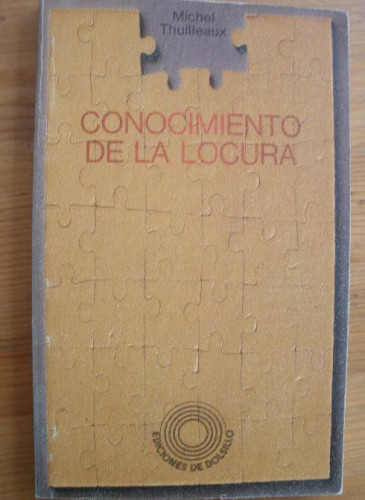 Michel
Thuilleaux
CONOCIMIENTO
DE LA LOCURA
EDICIONES DE BOLSILLO